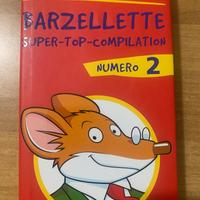 BARZELLETTE
SUPER-TOP-COMPILATION
NUMERO 2